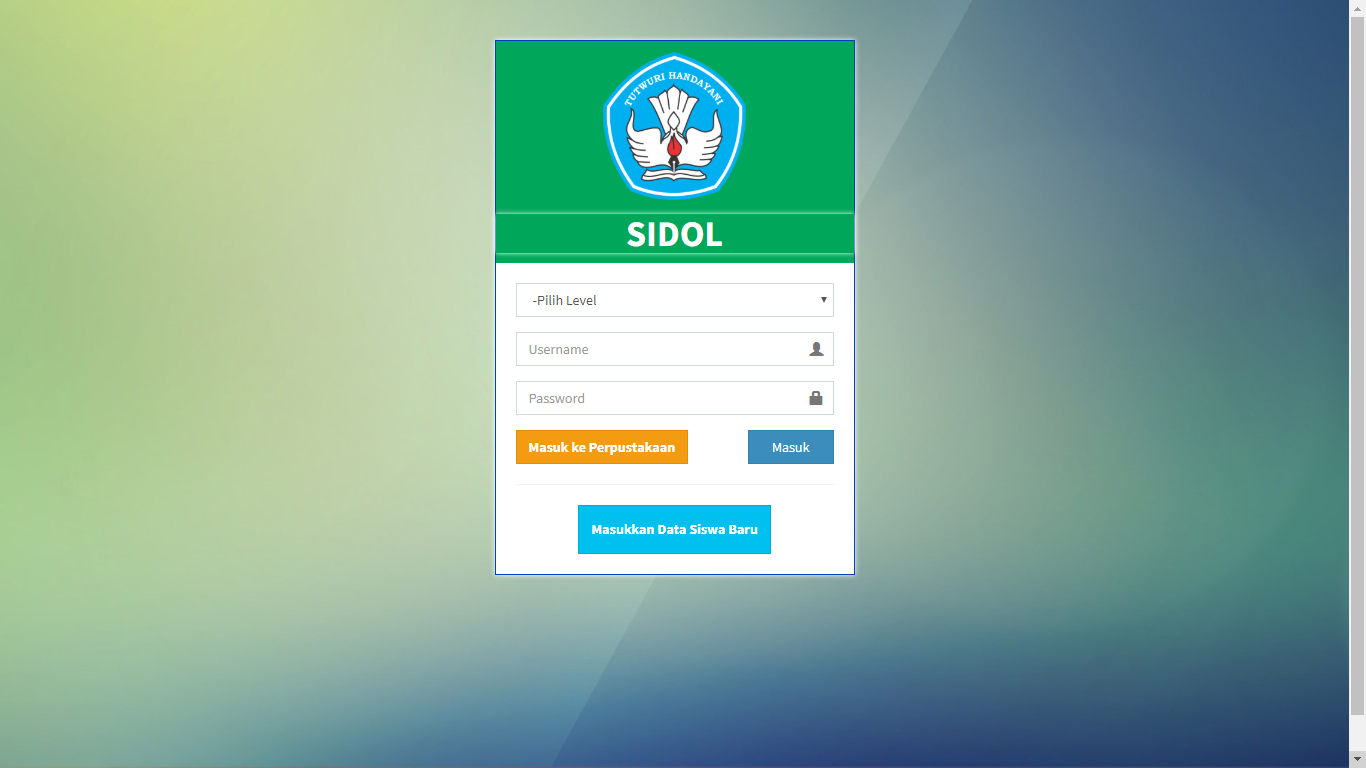 TUTWURI HANDAYANI
SIDOL
-Pilih Level
Username
Password
Masuk ke Perpustakaan
Masuk
Masukkan Data Siswa Baru